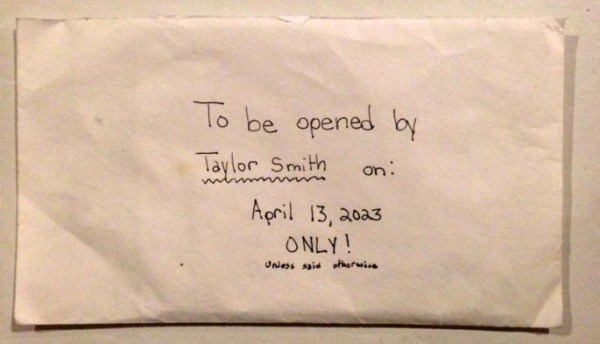 To be opened by
Taylor Smith on:
April 13, 2023
ONLY!
Unless said otherwise